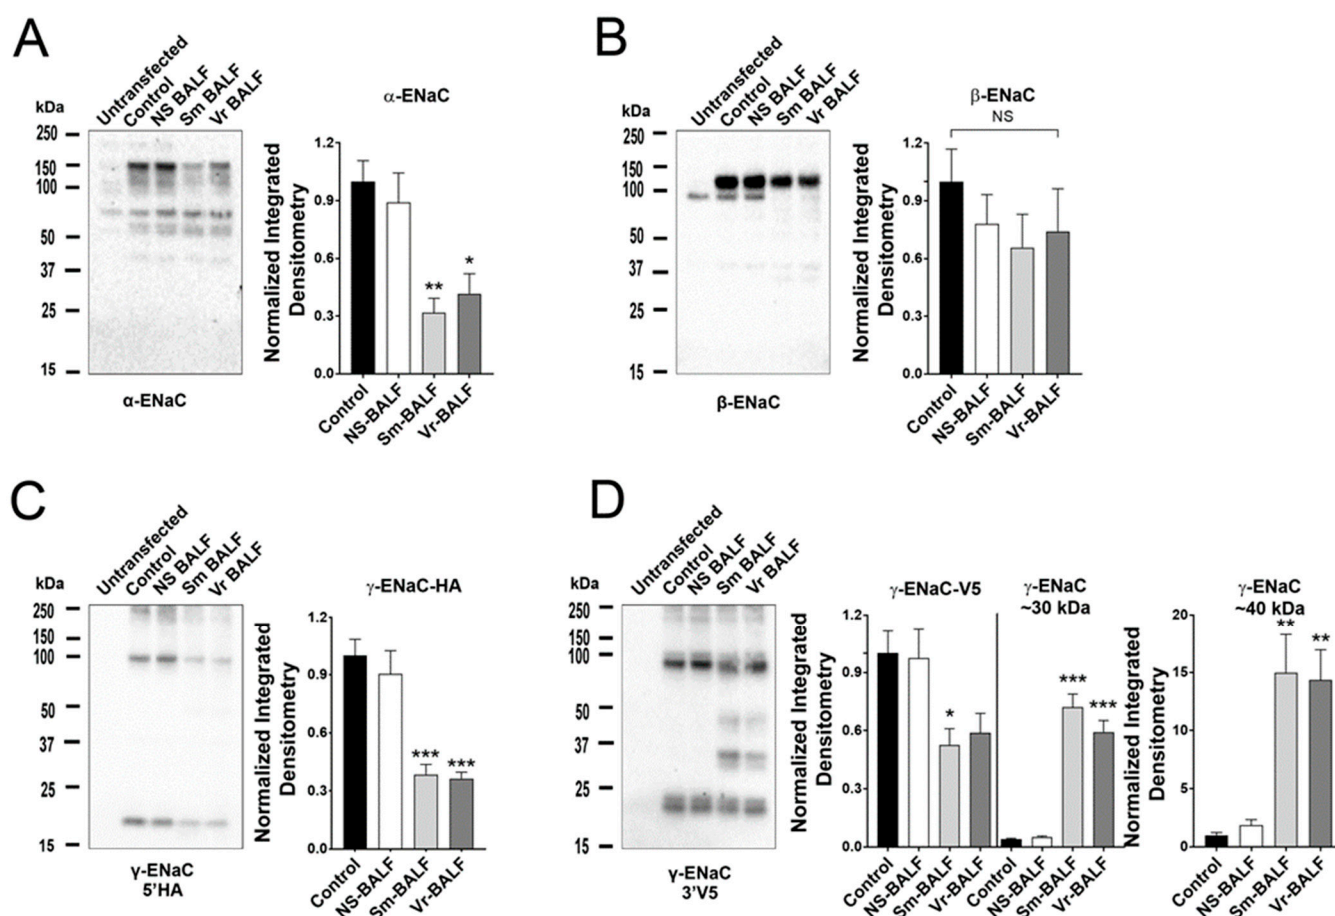 A
Untransfected
Control
NS BALF
Sm BALF
Vr BALF
kDa
250
150
100
50
37
25
15
α-ENaC
α-ENaC
Normalized Integrated
Densitometry
1.2
0.9
0.6
0.3
0.0
**
*
Control
NS-BALF
Sm-BALF
Vr-BALF
B
Untransfected
Control
NS BALF
Sm BALF
Vr BALF
kDa
250
150
100
50
37
25
15
β-ENaC
β-ENaC
NS
Normalized Integrated
Densitometry
1.2
0.9
0.6
0.3
0.0
Control
NS-BALF
Sm-BALF
Vr-BALF
C
Untransfected
Control
NS BALF
Sm BALF
Vr BALF
kDa
250
150
100
50
37
25
15
γ-ENaC
5'HA
γ-ENaC-HA
Normalized Integrated
Densitometry
1.2
0.9
0.6
0.3
0.0
***
***
Control
NS-BALF
Sm-BALF
Vr-BALF
D
Untransfected
Control
NS BALF
Sm BALF
Vr BALF
kDa
250
150
100
50
37
25
15
γ-ENaC
3'V5
γ-ENaC-V5
Normalized Integrated
Densitometry
1.2
0.9
0.6
0.3
0.0
*
Control
NS-BALF
Sm-BALF
Vr-BALF
γ-ENaC
~30 kDa
***
***
Control
NS-BALF
Sm-BALF
Vr-BALF
γ-ENaC
~40 kDa
Normalized Integrated
Densitometry
20
15
10
5
0
**
**
Control
NS-BALF
Sm-BALF
Vr-BALF